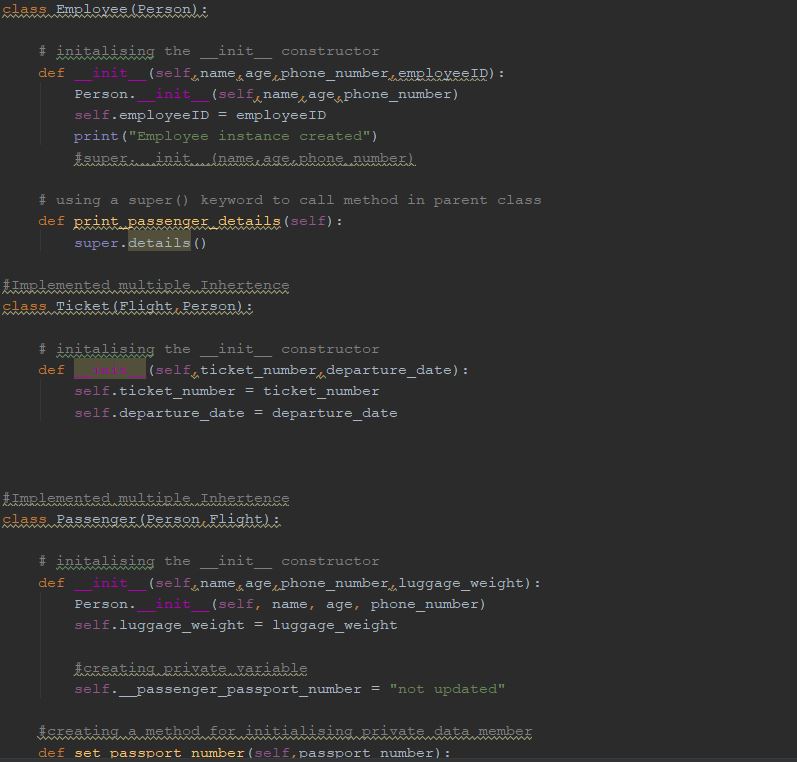 class Employee(Person):
# initalising the __init__ constructor
def __init__(self,name,age,phone_number,employeeID):
Person.__init__(self,name,age,phone_number)
self.employeeID = employeeID
print("Employee instance created")
#super.__init__(name,age,phone_number)
# using a super() keyword to call method in parent class
def print_passenger_details(self):
super.details()
#Implemented multiple Inhertence
class Ticket(Flight,Person):
# initalising the __init__ constructor
def __init__(self,ticket_number,departure_date):
self.ticket_number = ticket_number
self.departure_date = departure_date
#Implemented multiple Inhertence
class Passenger(Person,Flight):
# initalising the __init__ constructor
def __init__(self,name,age,phone_number,luggage_weight):
Person.__init__(self, name, age, phone_number)
self.luggage_weight = luggage_weight
#creating private variable
self.__passenger_passport_number = "not updated"
#creating a method for initialising private data member
def set_passport_number(self,passport_number):